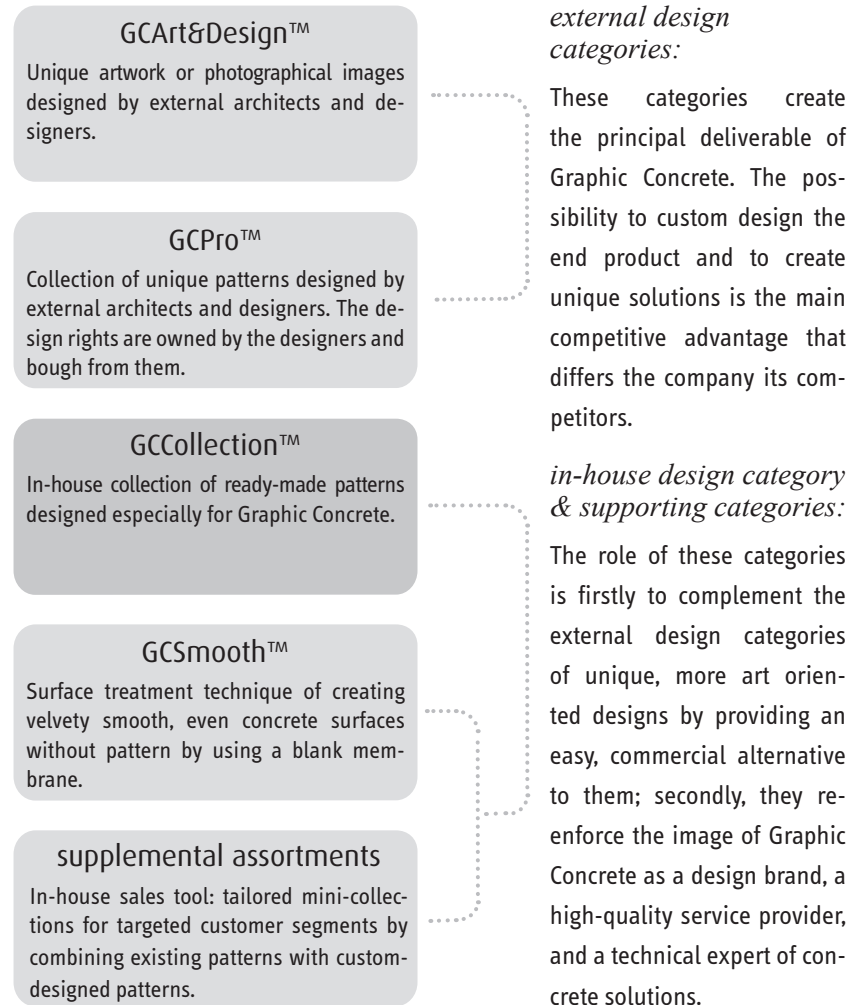 GCArt&Design™
Unique artwork or photographical images
designed by external architects and de-
signers.
GCPro™
Collection of unique patterns designed by
external architects and designers. The de-
sign rights are owned by the designers and
bough from them.
GCCollection™
In-house collection of ready-made patterns
designed especially for Graphic Concrete.
GCSmooth™
Surface treatment technique of creating
velvety smooth, even concrete surfaces
without pattern by using a blank mem-
brane.
supplemental assortments
In-house sales tool: tailored mini-collec-
tions for targeted customer segments by
combining existing patterns with custom-
designed patterns.
external design
categories:
These categories create
the principal deliverable of
Graphic Concrete. The pos-
sibility to custom design the
end product and to create
unique solutions is the main
competitive advantage that
differs the company its com-
petitors.
in-house design category
& supporting categories:
The role of these categories
is firstly to complement the
external design categories
of unique, more art orien-
ted designs by providing an
easy, commercial alternative
to them; secondly, they re-
enforce the image of Graphic
Concrete as a design brand, a
high-quality service provider,
and a technical expert of con-
crete solutions.